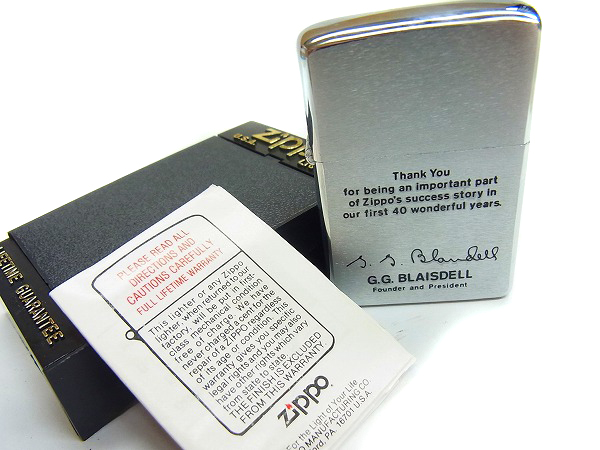 Zippo
U.S.A.
LIFETIME GUARANTEE
Thank You
for being an important part
of Zippo's success story in
our first 40 wonderful years.
G. G. Blaisdell
G.G. BLAISDELL
Founder and President
PLEASE READ ALL
DIRECTIONS AND
CAUTIONS CAREFULLY.
FULL LIFETIME WARRANTY
This lighter or any Zippo
lighter, when returned to our
factory, will be put in first-
class mechanical condition
free of charge. We have
never charged a cent for the
repair of a ZIPPO regardless
of its age or condition. This
warranty gives you specific
legal rights and you may also
have other rights which vary
from state to state.
THE FINISH IS EXCLUDED
FROM THIS WARRANTY.
zippo
For the Light of Your Life
MANUFACTURING CO
PA. 16701 U.S.A.